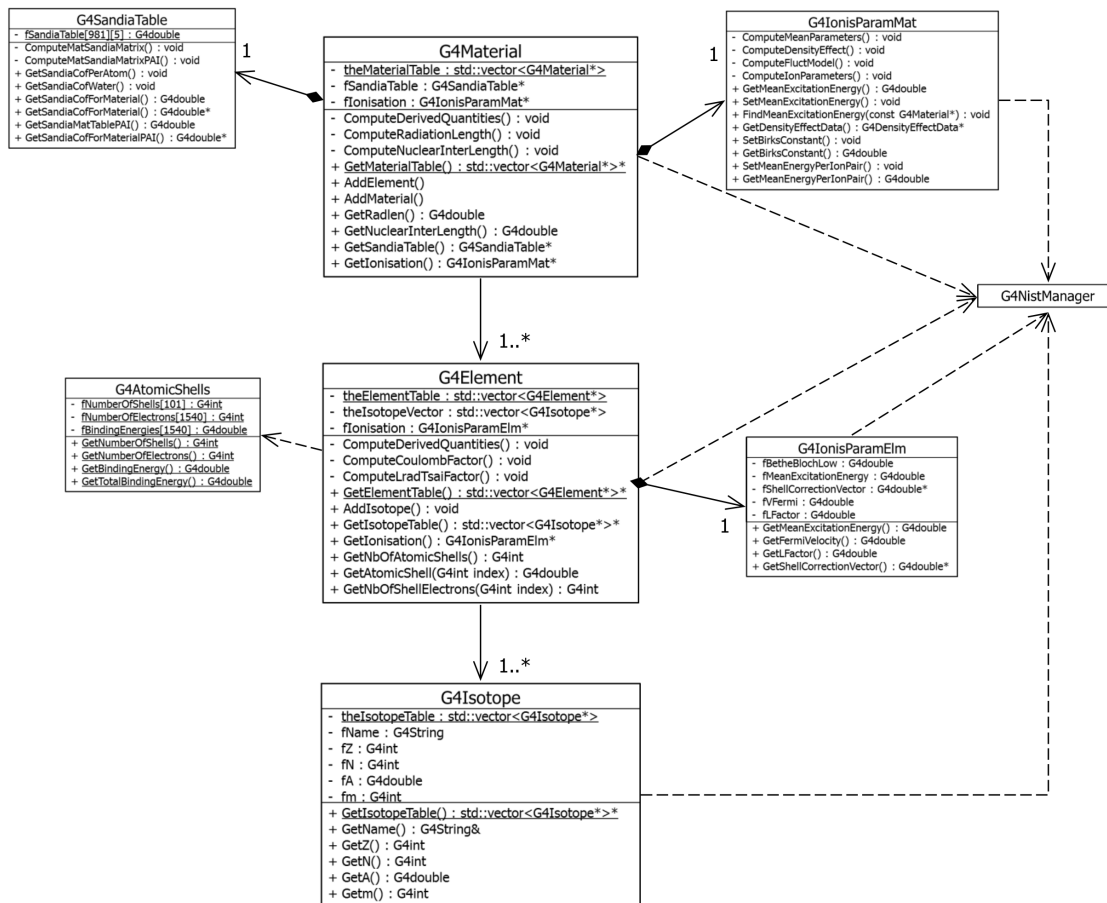 G4SandiaTable
- fSandiaTable[981][5] : G4double
- ComputeMatSandiaMatrix() : void
- ComputeMatSandiaMatrixPAI() : void
+ GetSandiaCofPerAtom() : void
+ GetSandiaCofWater() : void
+ GetSandiaCofForMaterial() : G4double
+ GetSandiaCofForMaterial() : G4double*
+ GetSandiaMatTablePAI() : G4double
+ GetSandiaCofForMaterialPAI() : G4double*
1
G4Material
- theMaterialTable : std::vector<G4Material*>
- fSandiaTable : G4SandiaTable*
- fIonisation : G4IonisParamMat*
- ComputeDerivedQuantities() : void
- ComputeRadiationLength() : void
- ComputeNuclearInterLength() : void
+ GetMaterialTable() : std::vector<G4Material*>*
+ AddElement()
+ AddMaterial()
+ GetRadlen() : G4double
+ GetNuclearInterLength() : G4double
+ GetSandiaTable() : G4SandiaTable*
+ GetIonisation() : G4IonisParamMat*
1
G4IonisParamMat
- ComputeMeanParameters() : void
- ComputeDensityEffect() : void
- ComputeFluctModel() : void
- ComputeIonParameters() : void
+ GetMeanExcitationEnergy() : G4double
+ SetMeanExcitationEnergy() : void
+ FindMeanExcitationEnergy(const G4Material*) : void
+ GetDensityEffectData() : G4DensityEffectData*
+ SetBirksConstant() : void
+ GetBirksConstant() : G4double
+ SetMeanEnergyPerIonPair() : void
+ GetMeanEnergyPerIonPair() : G4double
G4NistManager
1..*
G4AtomicShells
- fNumberOfShells[101] : G4int
- fNumberOfElectrons[1540] : G4int
- fBindingEnergies[1540] : G4double
+ GetNumberOfShells() : G4int
+ GetNumberOfElectrons() : G4int
+ GetBindingEnergy() : G4double
+ GetTotalBindingEnergy() : G4double
G4Element
- theElementTable : std::vector<G4Element*>
- theIsotopeVector : std::vector<G4Isotope*>
- fIonisation : G4IonisParamElm*
- ComputeDerivedQuantities() : void
- ComputeCoulombFactor() : void
- ComputeLradTsaiFactor() : void
+ GetElementTable() : std::vector<G4Element*>*
+ AddIsotope() : void
+ GetIsotopeTable() : std::vector<G4Isotope*>*
+ GetIonisation() : G4IonisParamElm*
+ GetNbOfAtomicShells() : G4int
+ GetAtomicShell(G4int index) : G4double
+ GetNbOfShellElectrons(G4int index) : G4int
1
G4IonisParamElm
- fBetheBlochLow : G4double
- fMeanExcitationEnergy : G4double
- fShellCorrectionVector : G4double*
- fVFermi : G4double
- fLFactor : G4double
+ GetMeanExcitationEnergy() : G4double
+ GetFermiVelocity() : G4double
+ GetLFactor() : G4double
+ GetShellCorrectionVector() : G4double*
1..*
G4Isotope
- theIsotopeTable : std::vector<G4Isotope*>
- fName : G4String
- fZ : G4int
- fN : G4int
- fA : G4double
- fm : G4int
+ GetIsotopeTable() : std::vector<G4Isotope*>*
+ GetName() : G4String&
+ GetZ() : G4int
+ GetN() : G4int
+ GetA() : G4double
+ Getm() : G4int